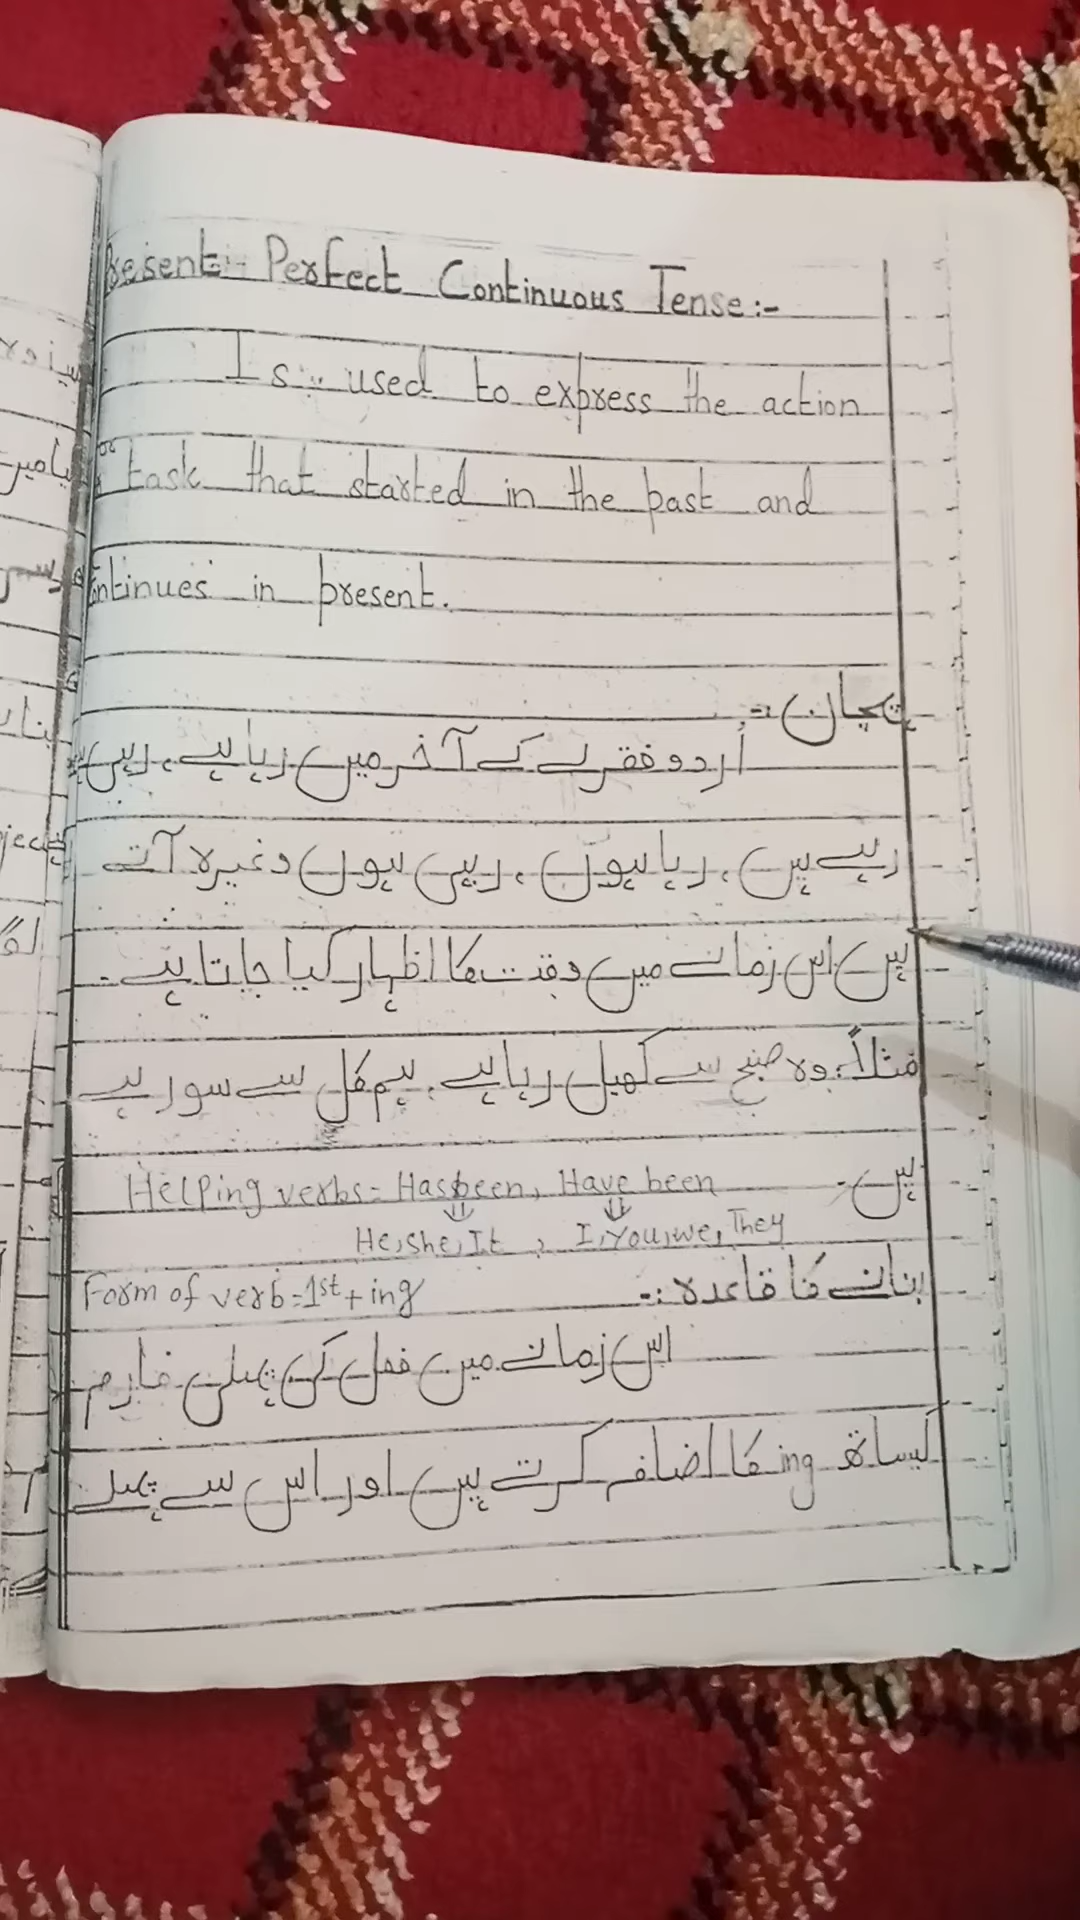 Present Perfect Continuous Tense:-
Is used to express the action
or task that started in the past and
continues in present.
پہچان :-
اُردو فقرے کے آخر میں رہا ہے، رہی ہے
رہے ہیں، رہا ہوں، رہی ہوں وغیرہ آتے
ہیں اس زمانے میں وقت کا اظہار کیا جاتا ہے۔
مثلاً: وہ صبح سے کھیل رہا ہے۔ ہم کل سے سو رہے
ہیں۔
Helping verbs= Has been, Have been
He, she, It , I, You, we, They
بنانے کا قاعدہ :-
Form of verb=1st+ing
اس زمانے میں فعل کی پہلی فارم
کیساتھ ing کا اضافہ کرتے ہیں اور اس سے پہلے